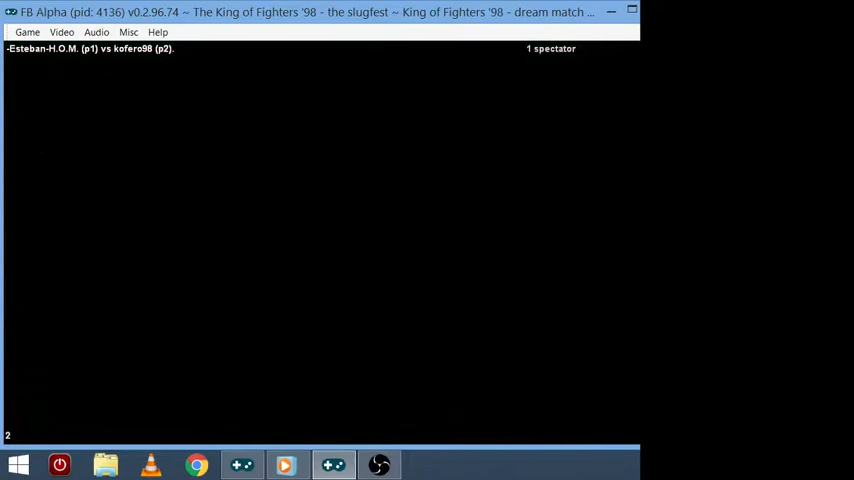 FB Alpha (pid: 4136) v0.2.96.74 ~ The King of Fighters '98 - the slugfest ~ King of Fighters '98 - dream match ...
Game Video Audio Misc Help
-Esteban-H.O.M. (p1) vs kofero98 (p2). 1 spectator
2